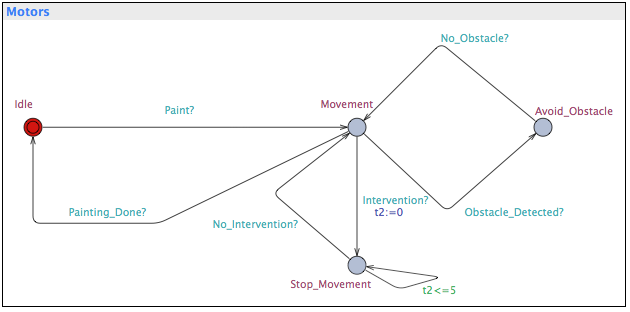 Motors
No_Obstacle?
Idle
Paint?
Movement
Avoid_Obstacle
Painting_Done?
No_Intervention?
Intervention?
t2:=0
Obstacle_Detected?
Stop_Movement
t2<=5